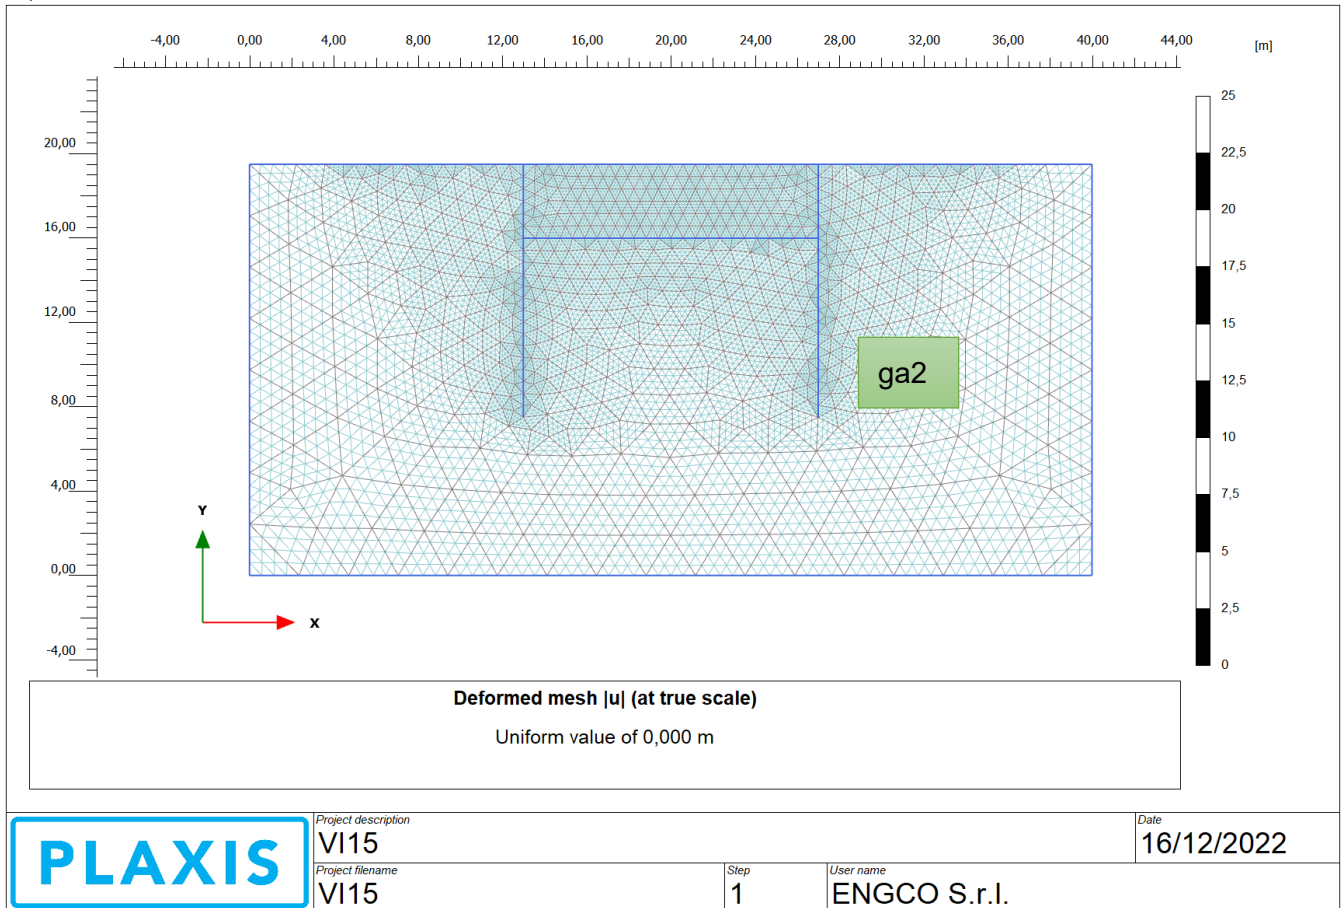 -4,00 0,00 4,00 8,00 12,00 16,00 20,00 24,00 28,00 32,00 36,00 40,00 44,00
[m]
25
22,5
20
17,5
15
12,5
10
7,5
5
2,5
0
20,00
16,00
12,00
8,00
4,00
0,00
-4,00
ga2
Y
X
Deformed mesh |u| (at true scale)
Uniform value of 0,000 m
PLAXIS
Project description
VI15
Date
16/12/2022
Project filename
VI15
Step
1
User name
ENGCO S.r.l.